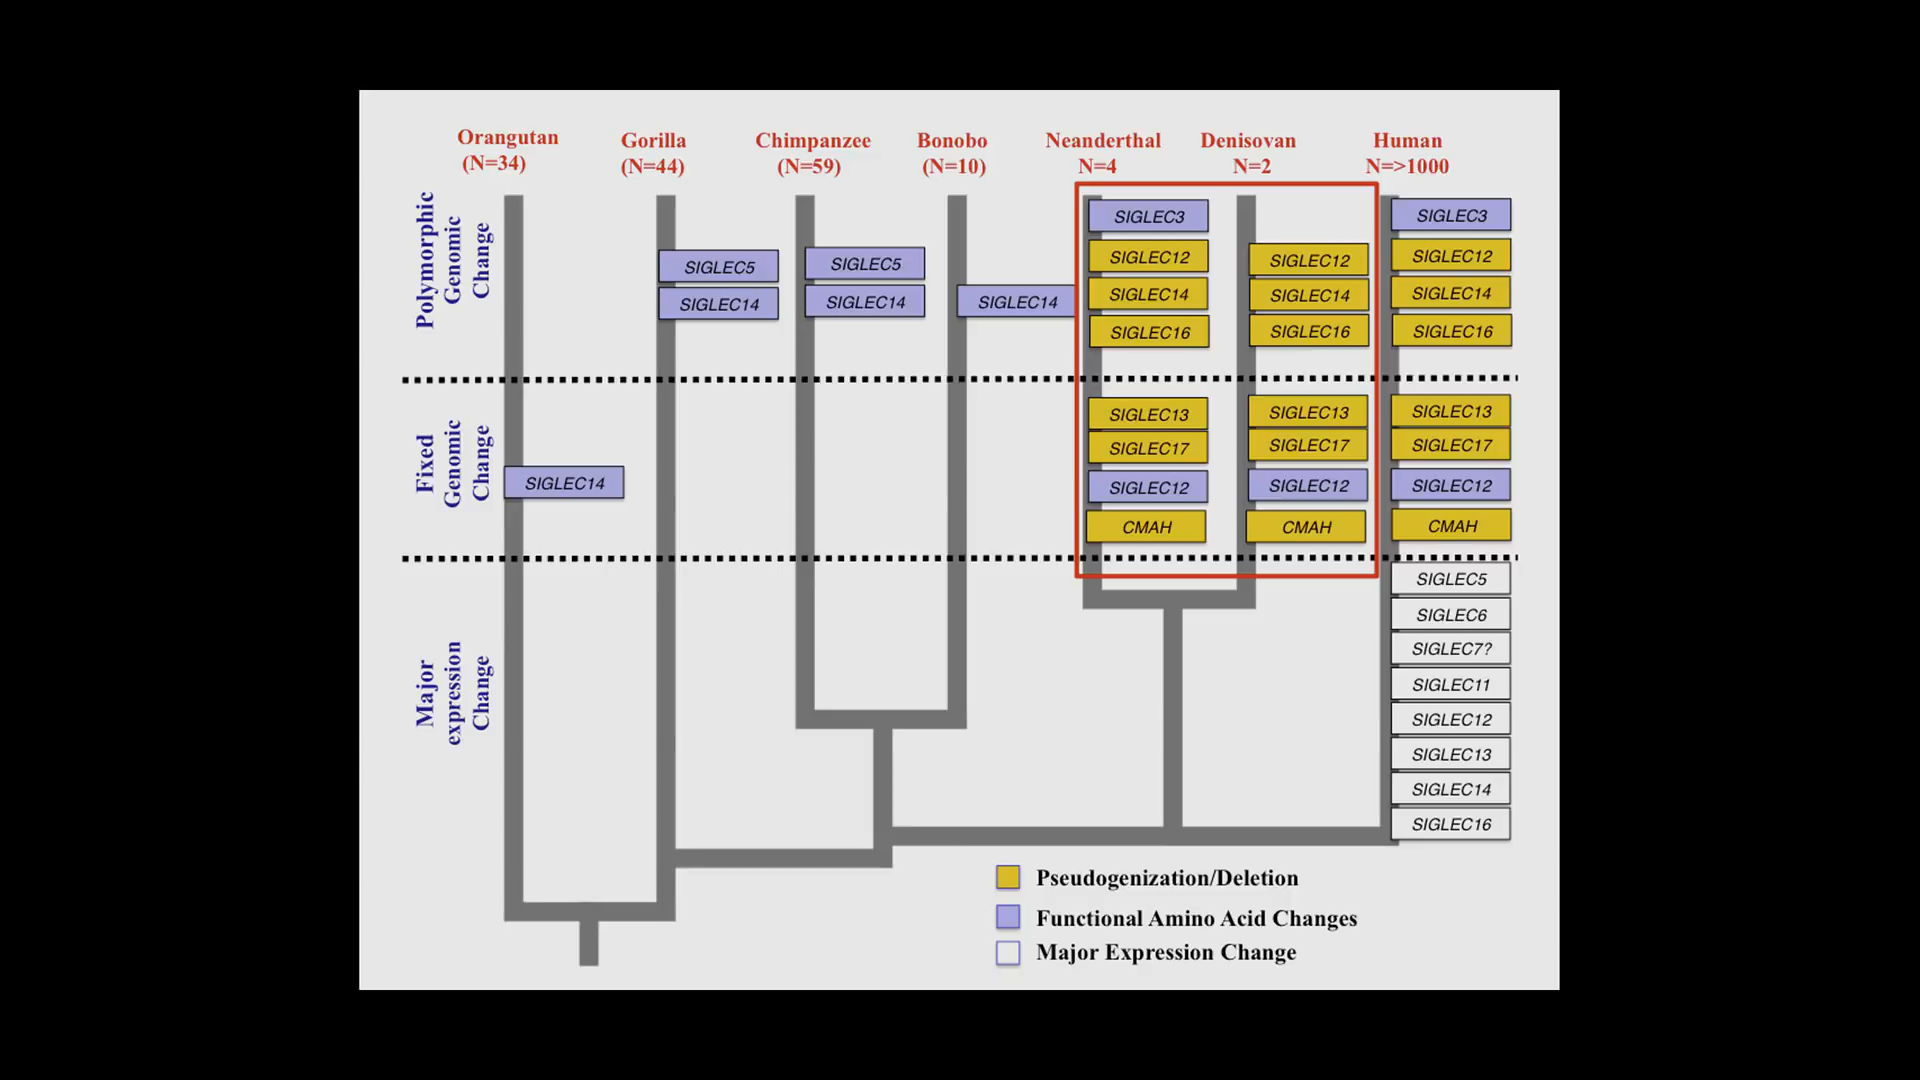 Orangutan
(N=34)
Gorilla
(N=44)
Chimpanzee
(N=59)
Bonobo
(N=10)
Neanderthal
N=4
Denisovan
N=2
Human
N=>1000
Polymorphic
Genomic
Change
SIGLEC5
SIGLEC14
SIGLEC5
SIGLEC14
SIGLEC14
SIGLEC3
SIGLEC12
SIGLEC14
SIGLEC16
SIGLEC12
SIGLEC14
SIGLEC16
SIGLEC3
SIGLEC12
SIGLEC14
SIGLEC16
Fixed
Genomic
Change
SIGLEC14
SIGLEC13
SIGLEC17
SIGLEC12
CMAH
SIGLEC13
SIGLEC17
SIGLEC12
CMAH
SIGLEC13
SIGLEC17
SIGLEC12
CMAH
Major
expression
Change
SIGLEC5
SIGLEC6
SIGLEC7?
SIGLEC11
SIGLEC12
SIGLEC13
SIGLEC14
SIGLEC16
Pseudogenization/Deletion
Functional Amino Acid Changes
Major Expression Change